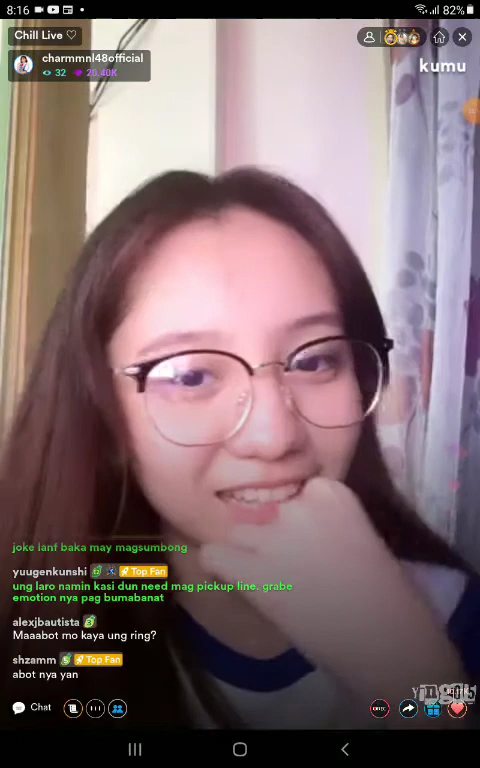 8:16
82%
Chill Live ♡
charmmnl48official
32 20.40K
kumu
joke lanf baka may magsumbong
yuugenkunshi Top Fan
ung laro namin kasi dun need mag pickup line. grabe
emotion nya pag bumabanat
alexjbautista
Maaabot mo kaya ung ring?
shzamm Top Fan
abot nya yan
Chat